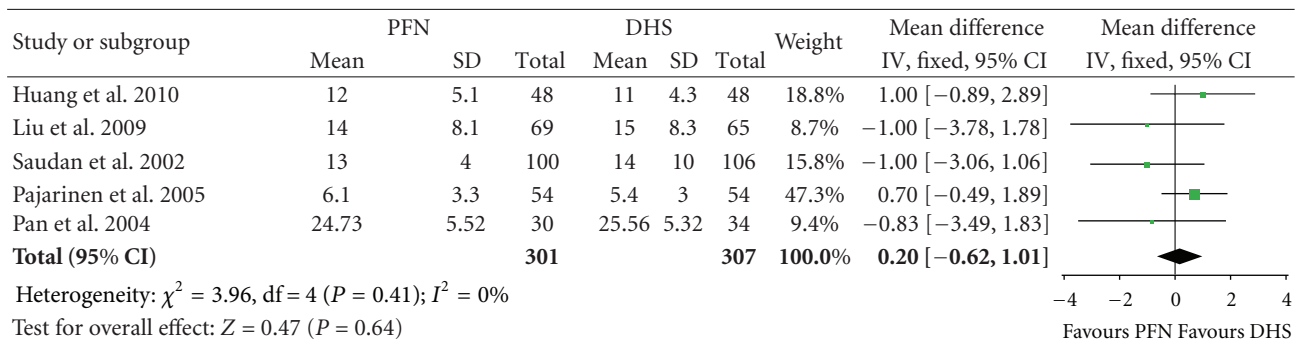 Study or subgroup PFN DHS Weight Mean difference Mean difference
Mean SD Total Mean SD Total IV, fixed, 95% CI IV, fixed, 95% CI
Huang et al. 2010 12 5.1 48 11 4.3 48 18.8% 1.00 [−0.89, 2.89]
Liu et al. 2009 14 8.1 69 15 8.3 65 8.7% −1.00 [−3.78, 1.78]
Saudan et al. 2002 13 4 100 14 10 106 15.8% −1.00 [−3.06, 1.06]
Pajarinen et al. 2005 6.1 3.3 54 5.4 3 54 47.3% 0.70 [−0.49, 1.89]
Pan et al. 2004 24.73 5.52 30 25.56 5.32 34 9.4% −0.83 [−3.49, 1.83]
Total (95% CI) 301 307 100.0% 0.20 [−0.62, 1.01]
Heterogeneity: χ² = 3.96, df = 4 (P = 0.41); I² = 0%
Test for overall effect: Z = 0.47 (P = 0.64)
−4 −2 0 2 4
Favours PFN Favours DHS